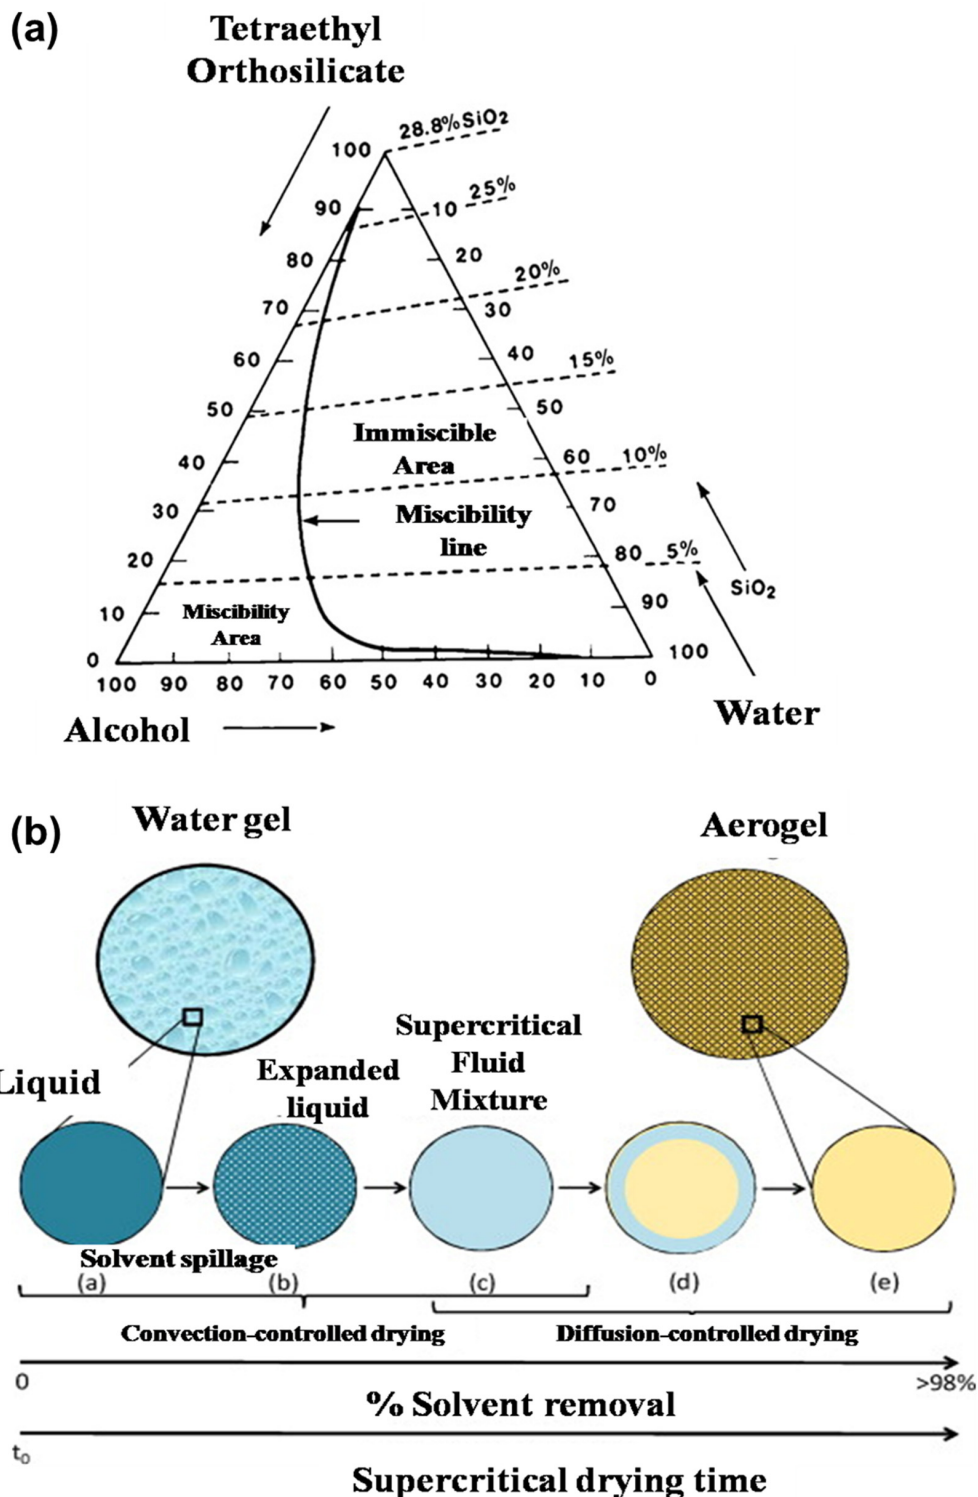 (a)
Tetraethyl
Orthosilicate
28.8% SiO₂
100
25%
90 10
80 20
20%
70 30
60 40
15%
50 50
40 60 10%
Immiscible
Area
30 70
Miscibility
line
20 80 5%
SiO₂
10 90
Miscibility
Area
0 100
100 90 80 70 60 50 40 30 20 10 0
Alcohol
Water
(b)
Water gel
Aerogel
Liquid
Expanded
liquid
Supercritical
Fluid
Mixture
Solvent spillage
(a) (b) (c) (d) (e)
Convection-controlled drying
Diffusion-controlled drying
0 >98%
% Solvent removal
t₀
Supercritical drying time